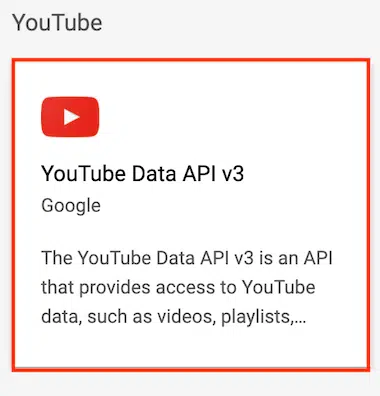 YouTube
YouTube Data API v3
Google
The YouTube Data API v3 is an API
that provides access to YouTube
data, such as videos, playlists,...